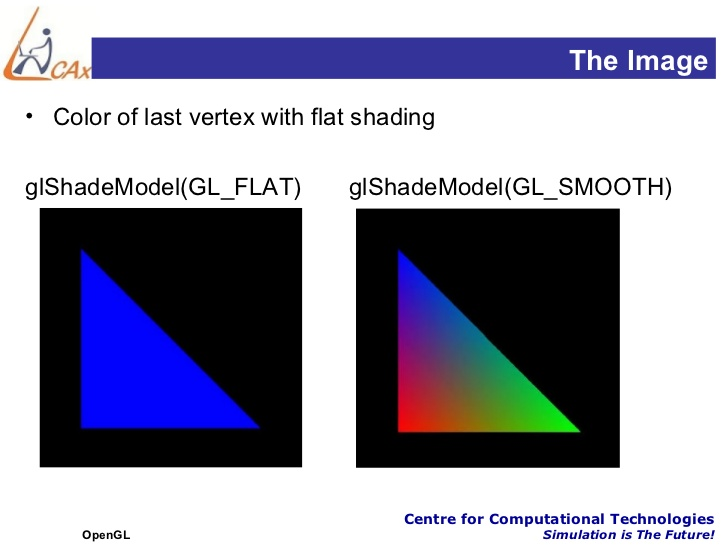 CAx
The Image
• Color of last vertex with flat shading
glShadeModel(GL_FLAT)
glShadeModel(GL_SMOOTH)
Centre for Computational Technologies
OpenGL
Simulation is The Future!